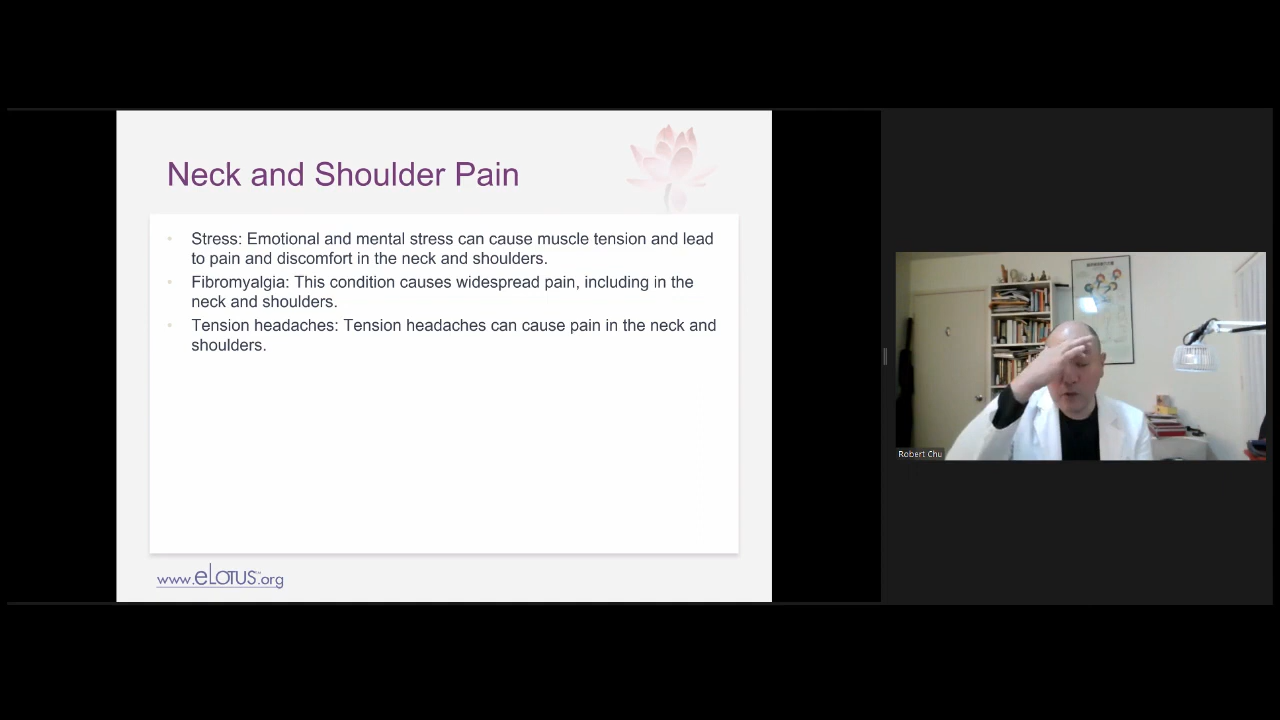 Neck and Shoulder Pain
Stress: Emotional and mental stress can cause muscle tension and lead
to pain and discomfort in the neck and shoulders.
Fibromyalgia: This condition causes widespread pain, including in the
neck and shoulders.
Tension headaches: Tension headaches can cause pain in the neck and
shoulders.
www.eLOTUS.org
Robert Chu